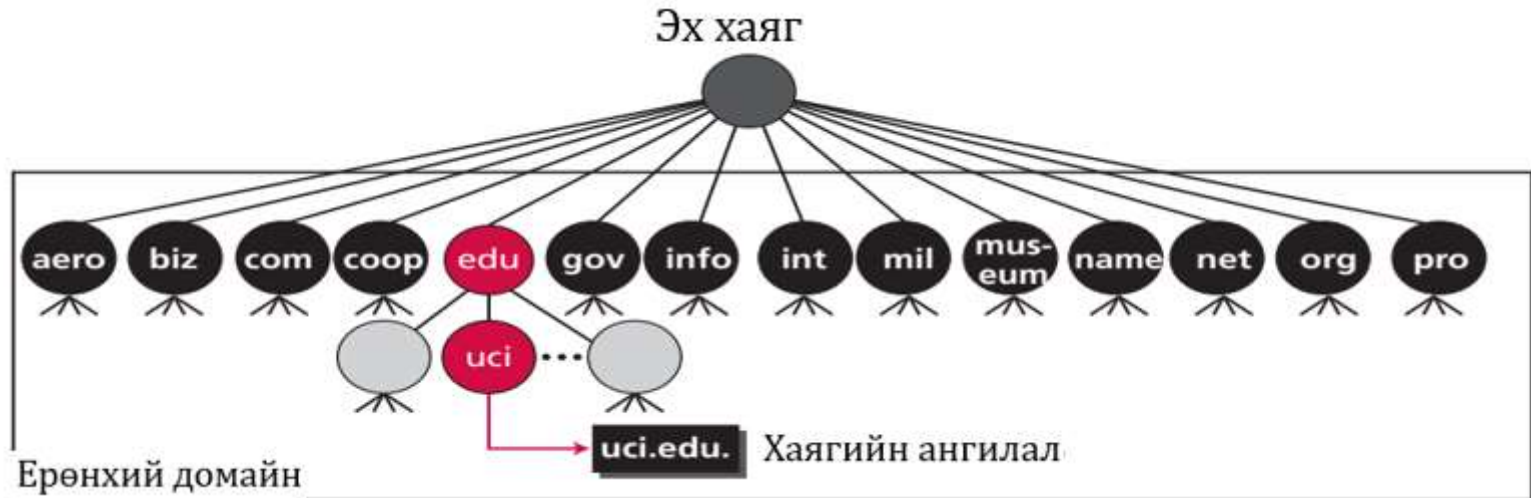 Эх хаяг
aero biz com coop edu gov info int mil mus- name net org pro
eum
uci
uci.edu. Хаягийн ангилал
Ерөнхий домайн